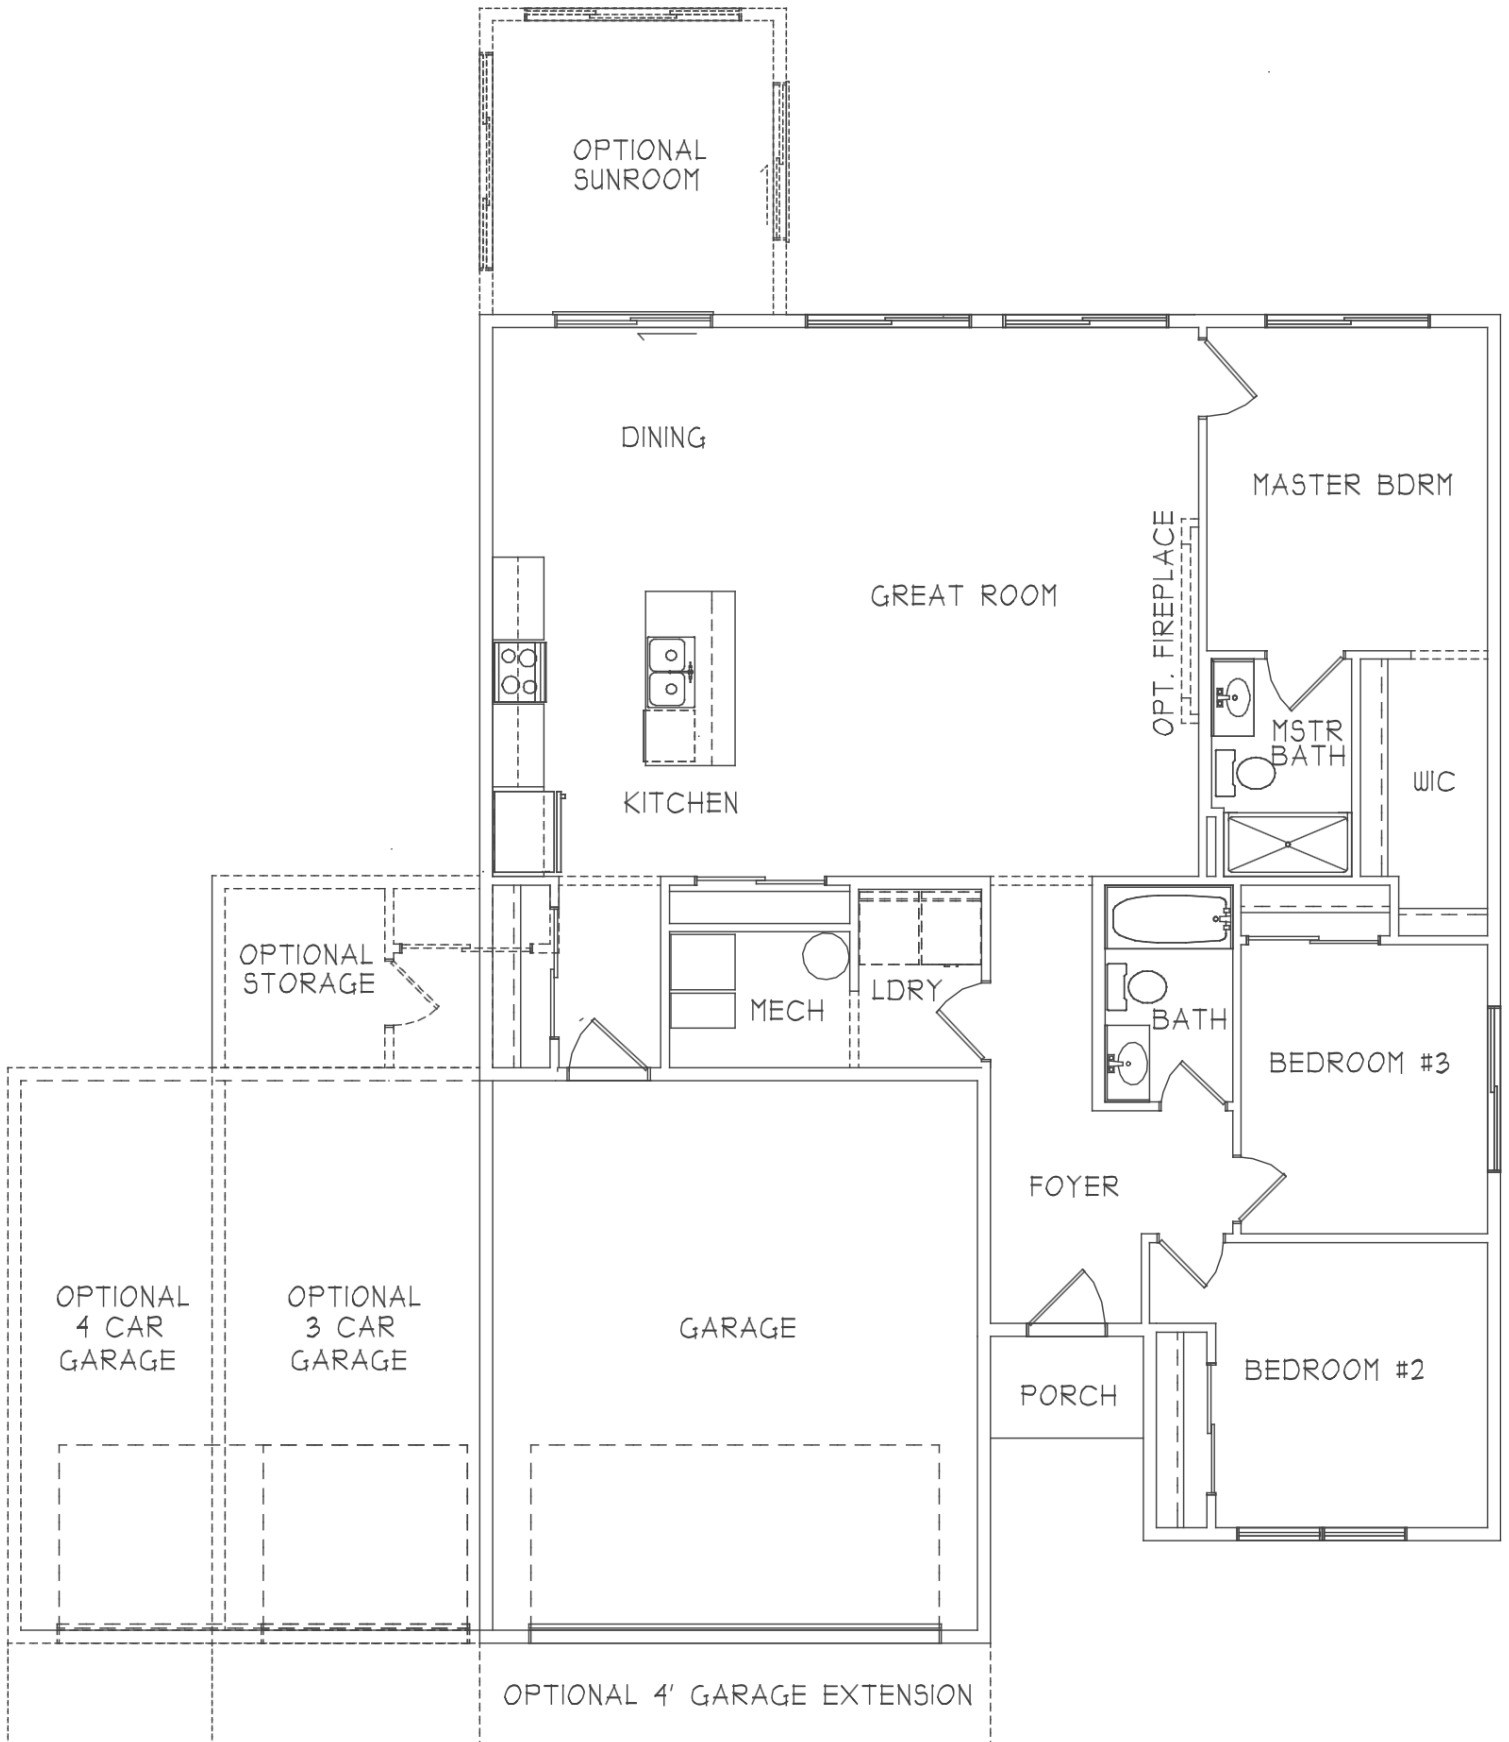 OPTIONAL
SUNROOM
DINING
MASTER BDRM
OPT. FIREPLACE
GREAT ROOM
MSTR
BATH
WIC
KITCHEN
OPTIONAL
STORAGE
MECH
LDRY
BATH
BEDROOM #3
FOYER
OPTIONAL
4 CAR
GARAGE
OPTIONAL
3 CAR
GARAGE
GARAGE
BEDROOM #2
PORCH
OPTIONAL 4' GARAGE EXTENSION